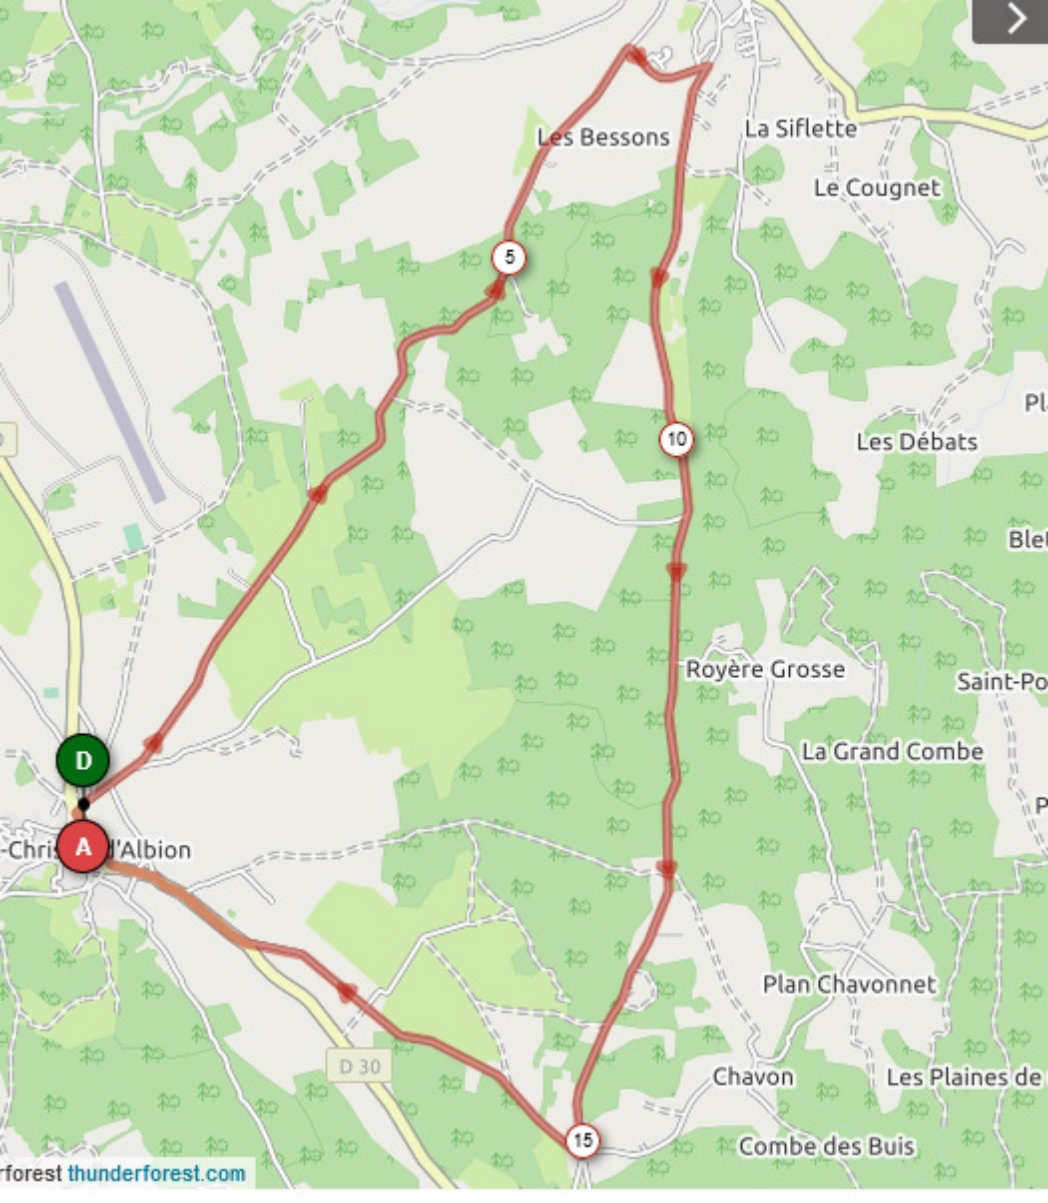 Les Bessons
La Siflette
Le Cougnet
5
Pl
10
Les Débats
Ble
Royère Grosse
Saint-Po
La Grand Combe
D
P
-Chris
A
d'Albion
Plan Chavonnet
D 30
Chavon
Les Plaines de
15
Combe des Buis
rforest thunderforest.com